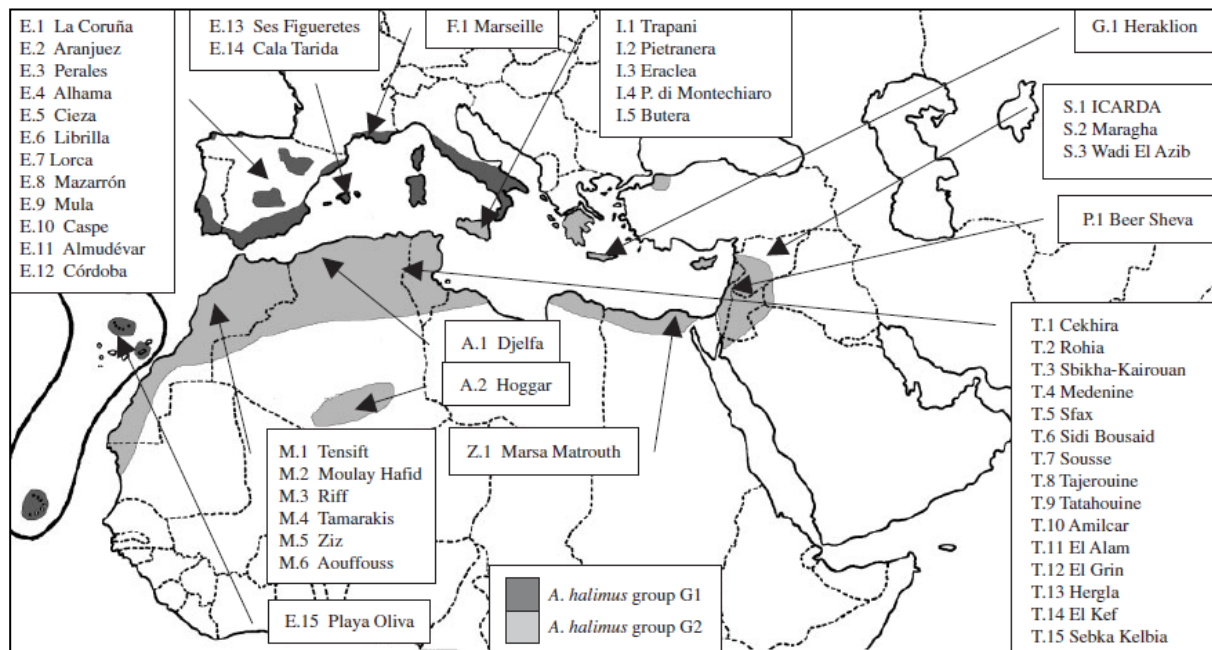 E.1 La Coruña
E.2 Aranjuez
E.3 Perales
E.4 Alhama
E.5 Cieza
E.6 Librilla
E.7 Lorca
E.8 Mazarrón
E.9 Mula
E.10 Caspe
E.11 Almudévar
E.12 Córdoba
E.13 Ses Figueretes
E.14 Cala Tarida
F.1 Marseille
I.1 Trapani
I.2 Pietranera
I.3 Eraclea
I.4 P. di Montechiaro
I.5 Butera
G.1 Heraklion
S.1 ICARDA
S.2 Maragha
S.3 Wadi El Azib
P.1 Beer Sheva
A.1 Djelfa
A.2 Hoggar
Z.1 Marsa Matrouth
M.1 Tensift
M.2 Moulay Hafid
M.3 Riff
M.4 Tamarakis
M.5 Ziz
M.6 Aouffouss
E.15 Playa Oliva
A. halimus group G1
A. halimus group G2
T.1 Cekhira
T.2 Rohia
T.3 Sbikha-Kairouan
T.4 Medenine
T.5 Sfax
T.6 Sidi Bousaid
T.7 Sousse
T.8 Tajerouine
T.9 Tatahouine
T.10 Amilcar
T.11 El Alam
T.12 El Grin
T.13 Hergla
T.14 El Kef
T.15 Sebka Kelbia